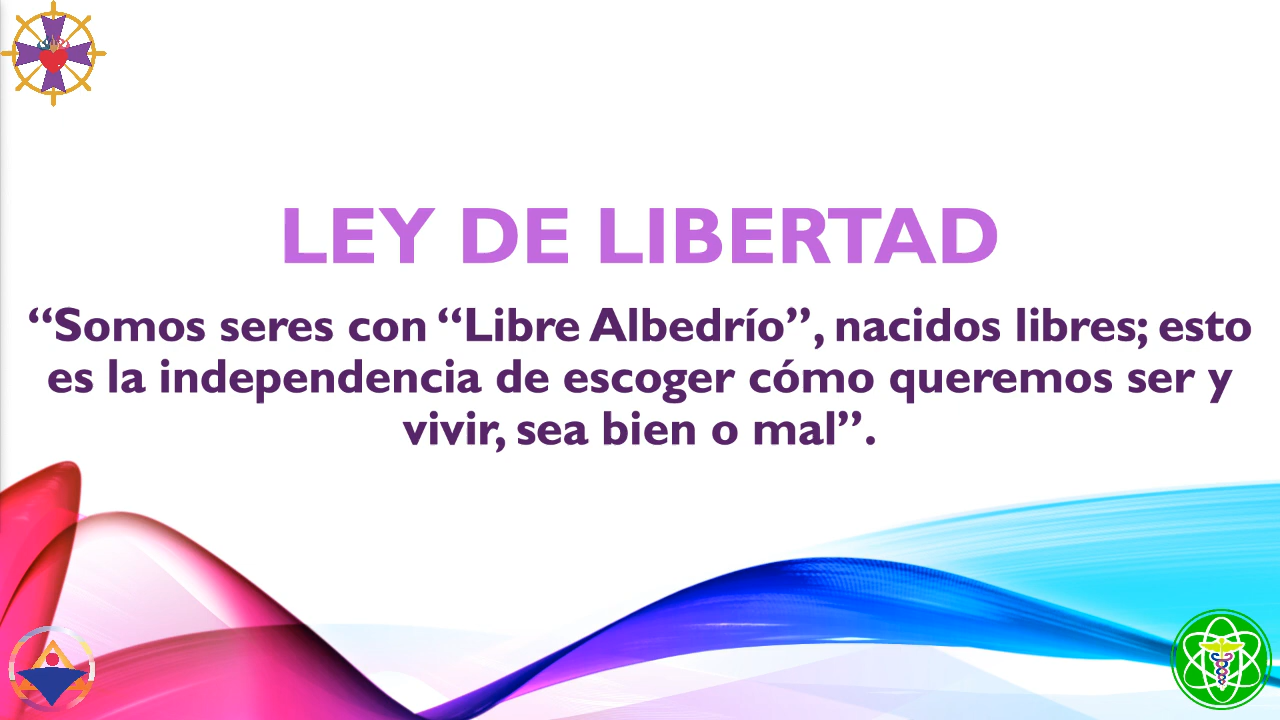 LEY DE LIBERTAD
“Somos seres con “Libre Albedrío”, nacidos libres; esto
es la independencia de escoger cómo queremos ser y
vivir, sea bien o mal”.